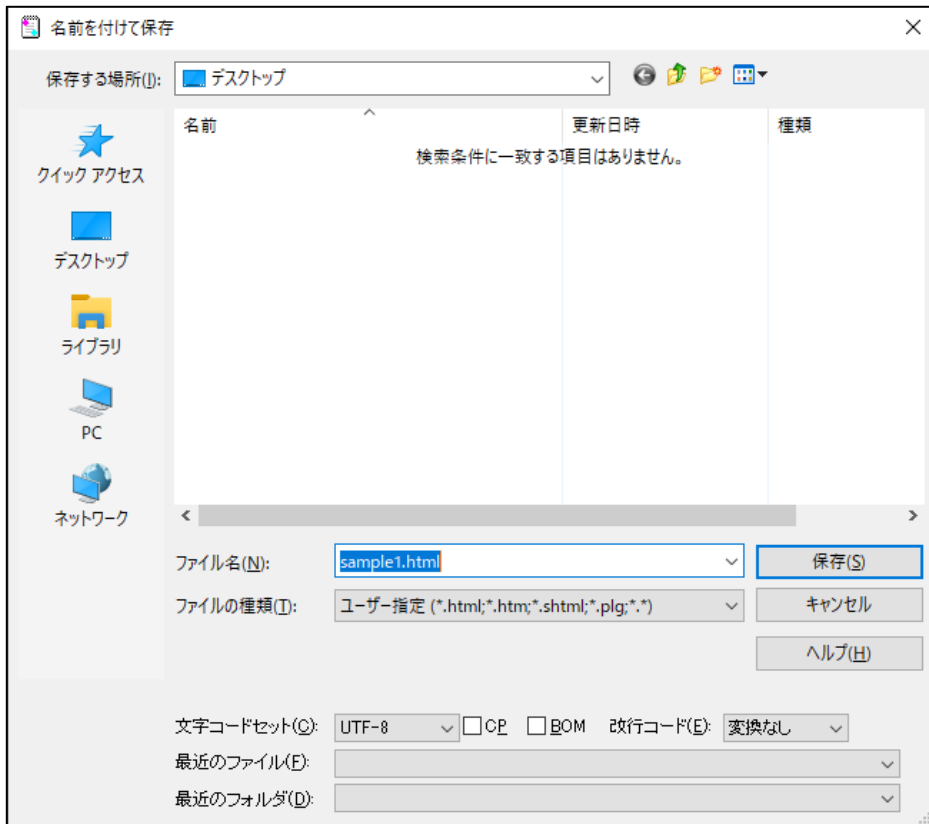 名前を付けて保存
保存する場所(I): デスクトップ
名前 更新日時 種類
検索条件に一致する項目はありません。
クイック アクセス
デスクトップ
ライブラリ
PC
ネットワーク
ファイル名(N): sample1.html 保存(S)
ファイルの種類(T): ユーザー指定 (*.html;*.htm;*.shtml;*.plg;*.*) キャンセル
ヘルプ(H)
文字コードセット(C): UTF-8 CP BOM 改行コード(E): 変換なし
最近のファイル(F):
最近のフォルダ(D):